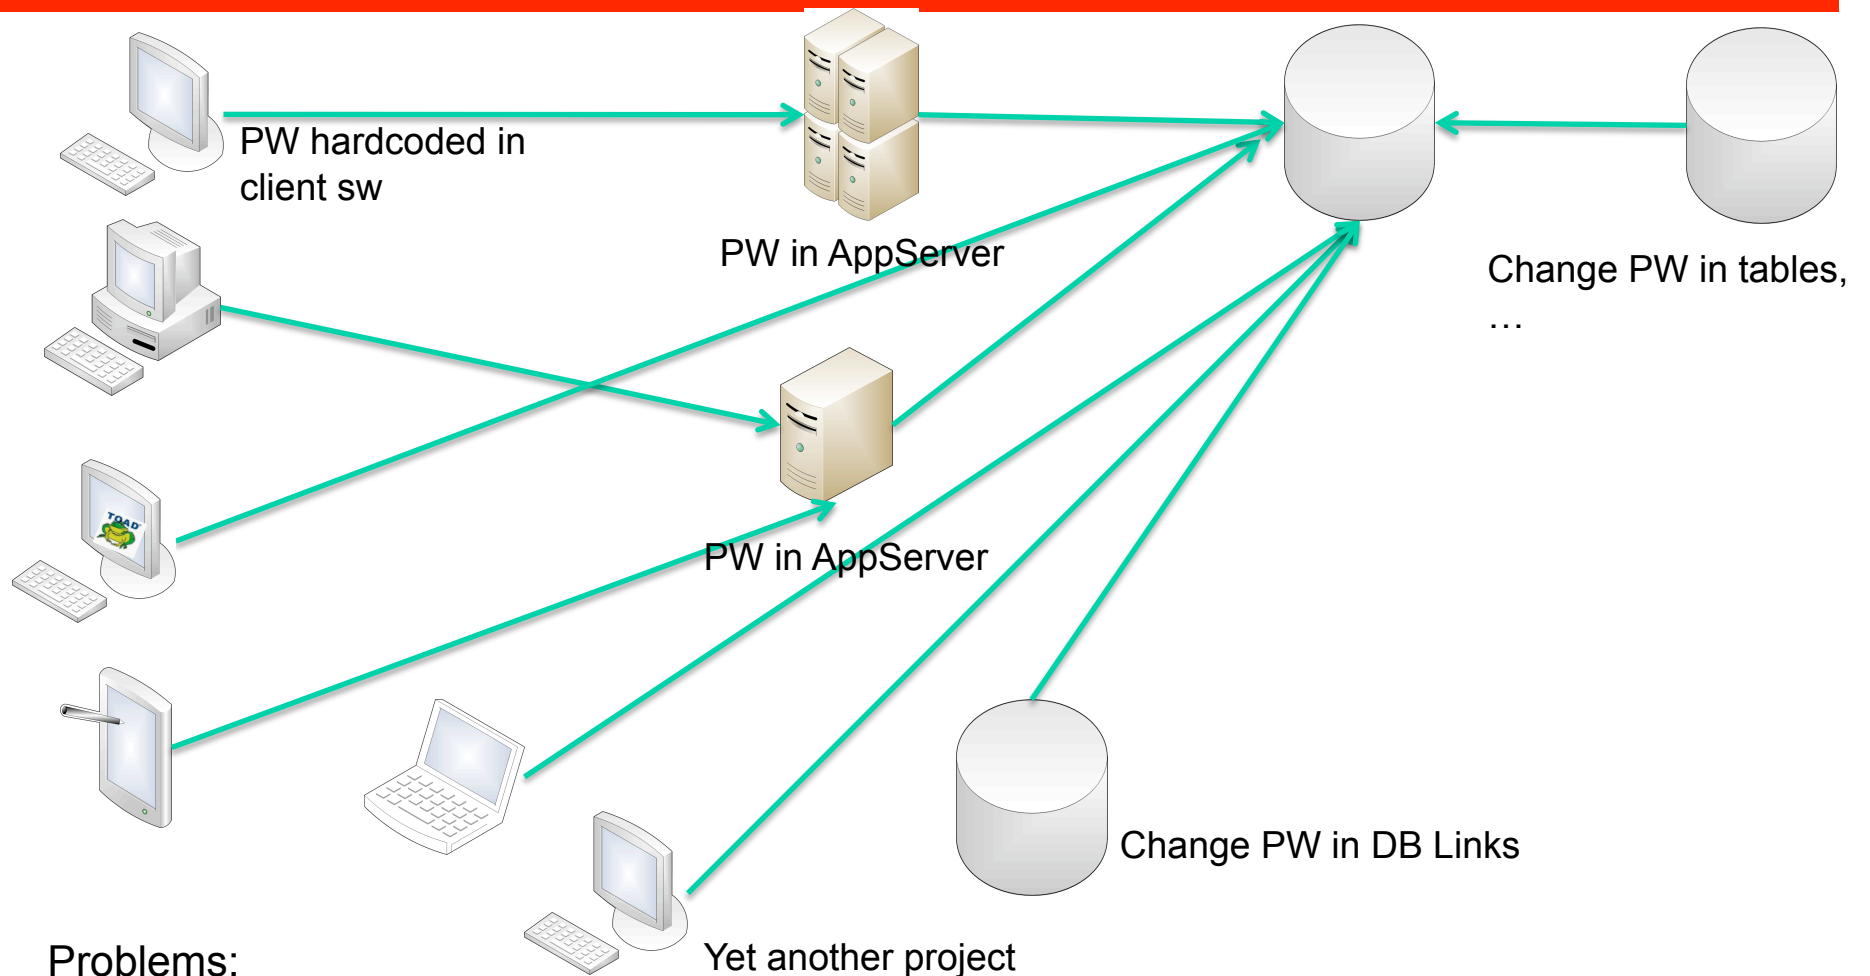 PW hardcoded in
client sw
PW in AppServer
Change PW in tables,
…
TOAD
PW in AppServer
Change PW in DB Links
Yet another project
Problems: